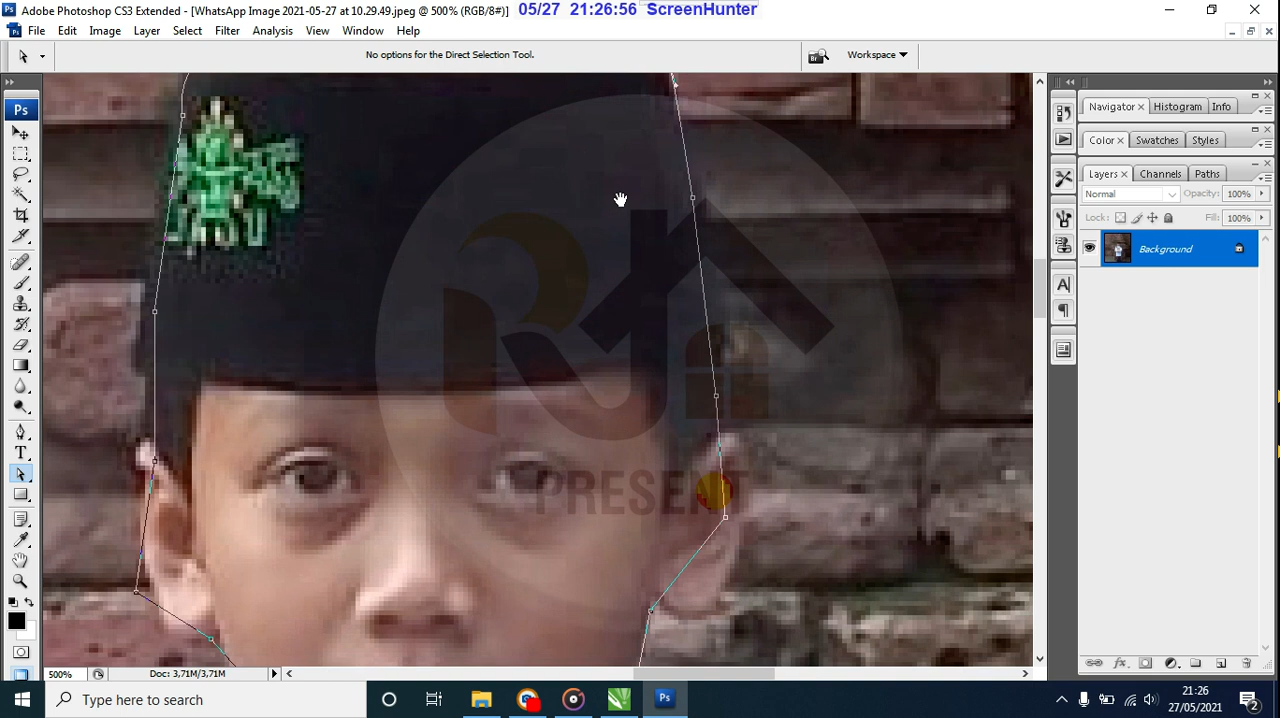 Adobe Photoshop CS3 Extended - [WhatsApp Image 2021-05-27 at 10.29.49.jpeg @ 500% (RGB/8#)]
05/27 21:26:56 ScreenHunter
File Edit Image Layer Select Filter Analysis View Window Help
No options for the Direct Selection Tool.
Workspace
Ps
Navigator Histogram Info
Color Swatches Styles
Layers Channels Paths
Normal Opacity: 100%
Lock: Fill: 100%
Background
PRESENT
500% Doc: 3,71M/3,71M
Type here to search
21:26
27/05/2021
2